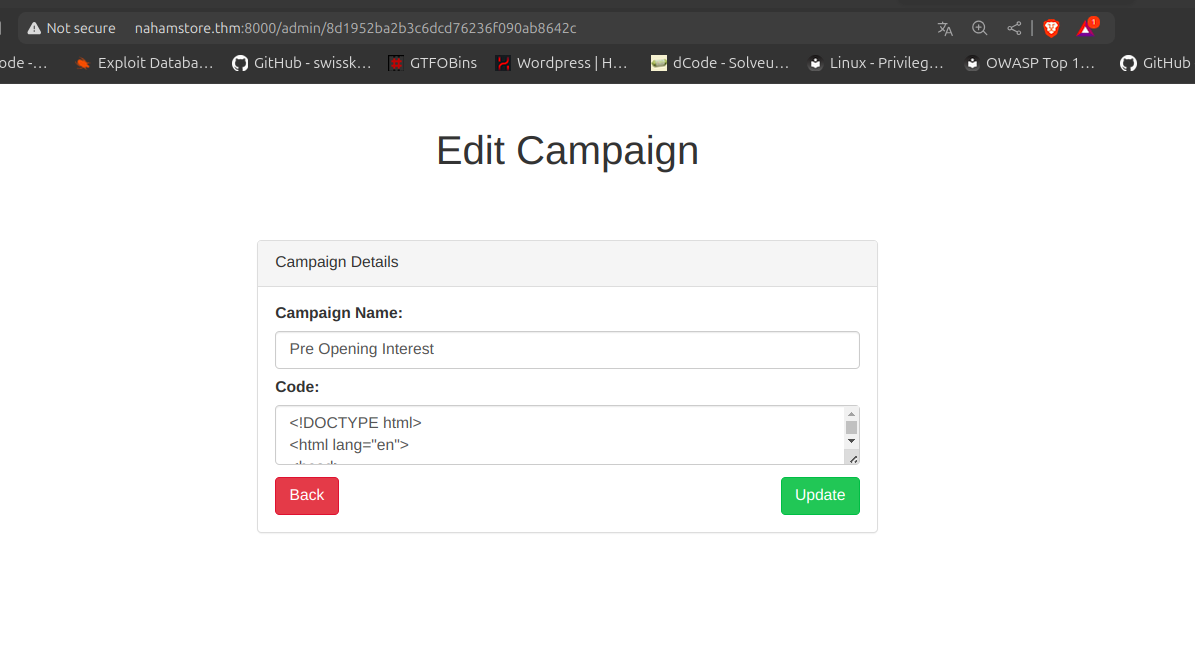 Not secure nahamstore.thm:8000/admin/8d1952ba2b3c6dcd76236f090ab8642c 1
ode -... Exploit Databa... GitHub - swissk... GTFOBins Wordpress | H... dCode - Solveu... Linux - Privileg... OWASP Top 1... GitHub
Edit Campaign
Campaign Details
Campaign Name:
Pre Opening Interest
Code:
<!DOCTYPE html>
<html lang="en">
Back Update